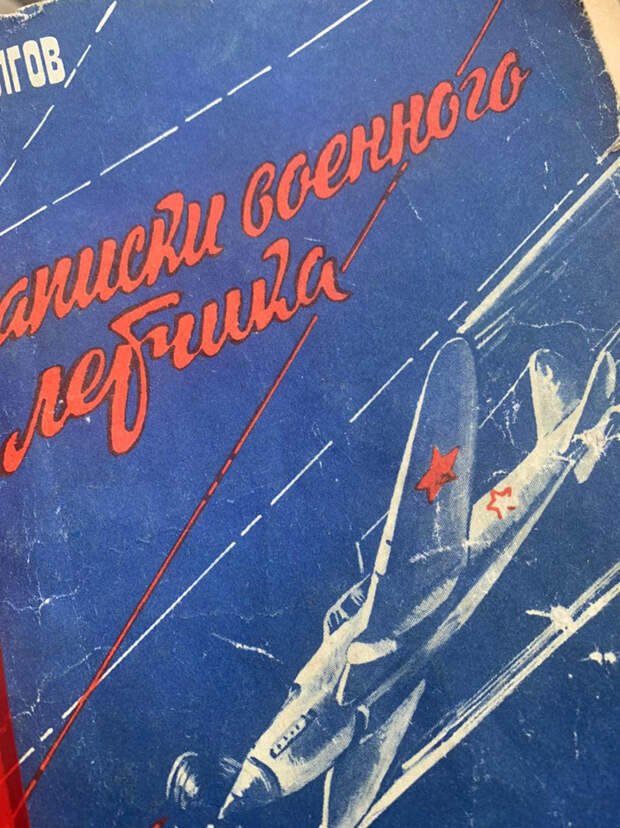 лгов
аписки военного
летчика